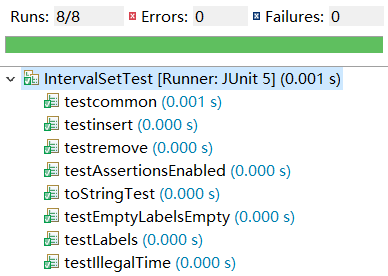 Runs: 8/8 Errors: 0 Failures: 0
IntervalSetTest [Runner: JUnit 5] (0.001 s)
testcommon (0.001 s)
testinsert (0.000 s)
testremove (0.000 s)
testAssertionsEnabled (0.000 s)
toStringTest (0.000 s)
testEmptyLabelsEmpty (0.000 s)
testLabels (0.000 s)
testIllegalTime (0.000 s)